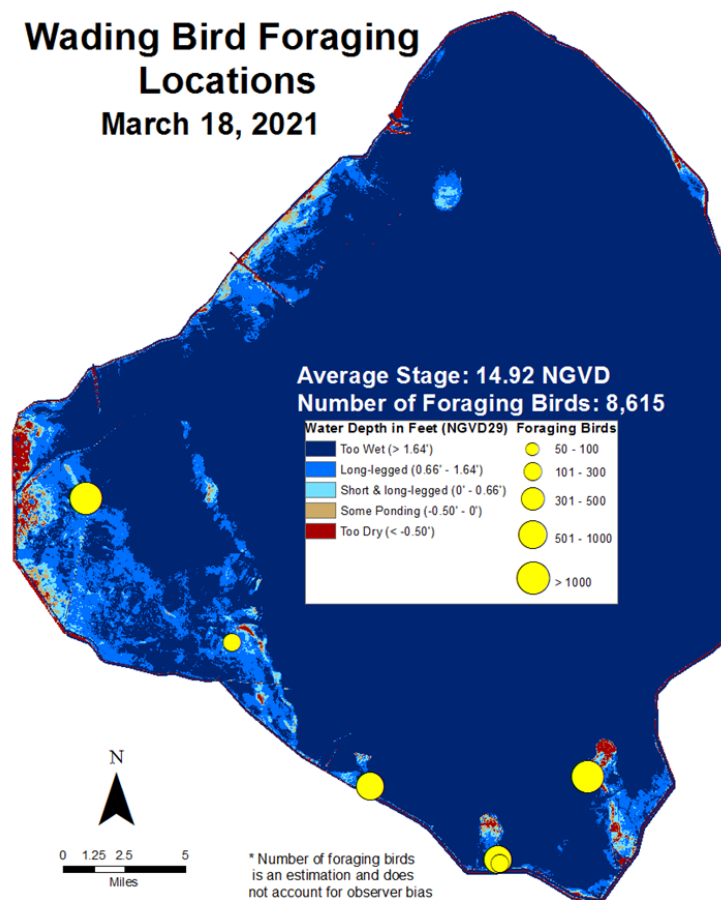 Wading Bird Foraging
Locations
March 18, 2021
Average Stage: 14.92 NGVD
Number of Foraging Birds: 8,615
Water Depth in Feet (NGVD29)
Too Wet (> 1.64')
Long-legged (0.66' - 1.64')
Short & long-legged (0' - 0.66')
Some Ponding (-0.50' - 0')
Too Dry (< -0.50')
Foraging Birds
50 - 100
101 - 300
301 - 500
501 - 1000
> 1000
N
0 1.25 2.5 5
Miles
* Number of foraging birds
is an estimation and does
not account for observer bias